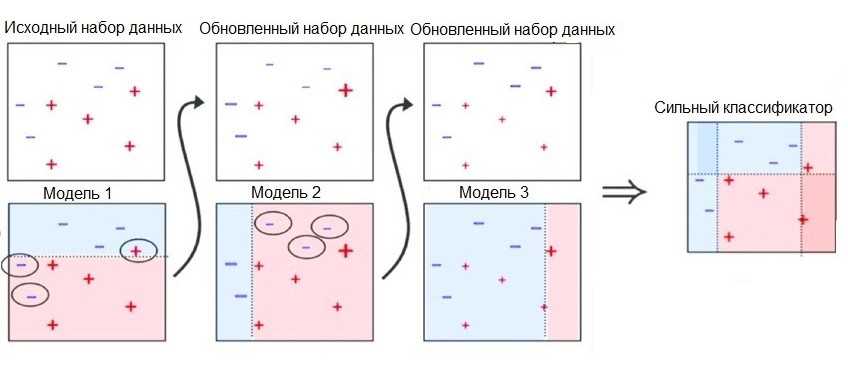 Исходный набор данных
Обновленный набор данных
Обновленный набор данных
Сильный классификатор
Модель 1
Модель 2
Модель 3